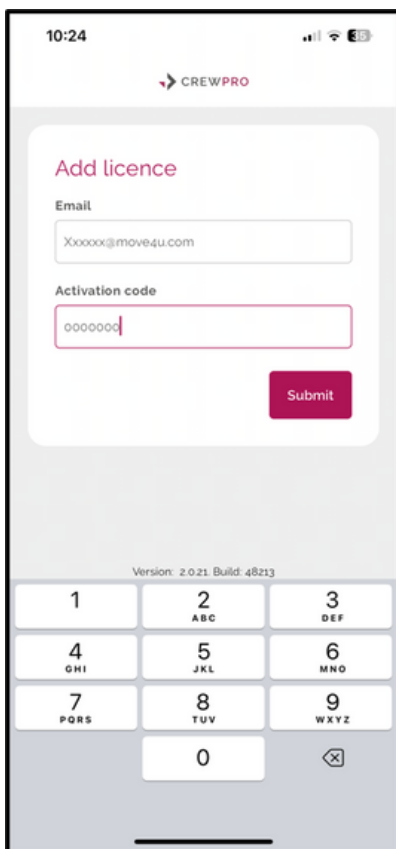 10:24
35
CREWPRO
Add licence
Email
Xxxxxx@move4u.com
Activation code
0000000
Submit
Version: 2.0.21. Build: 48213
1
2
3
ABC
DEF
4
5
6
GHI
JKL
MNO
7
8
9
PQRS
TUV
WXYZ
0